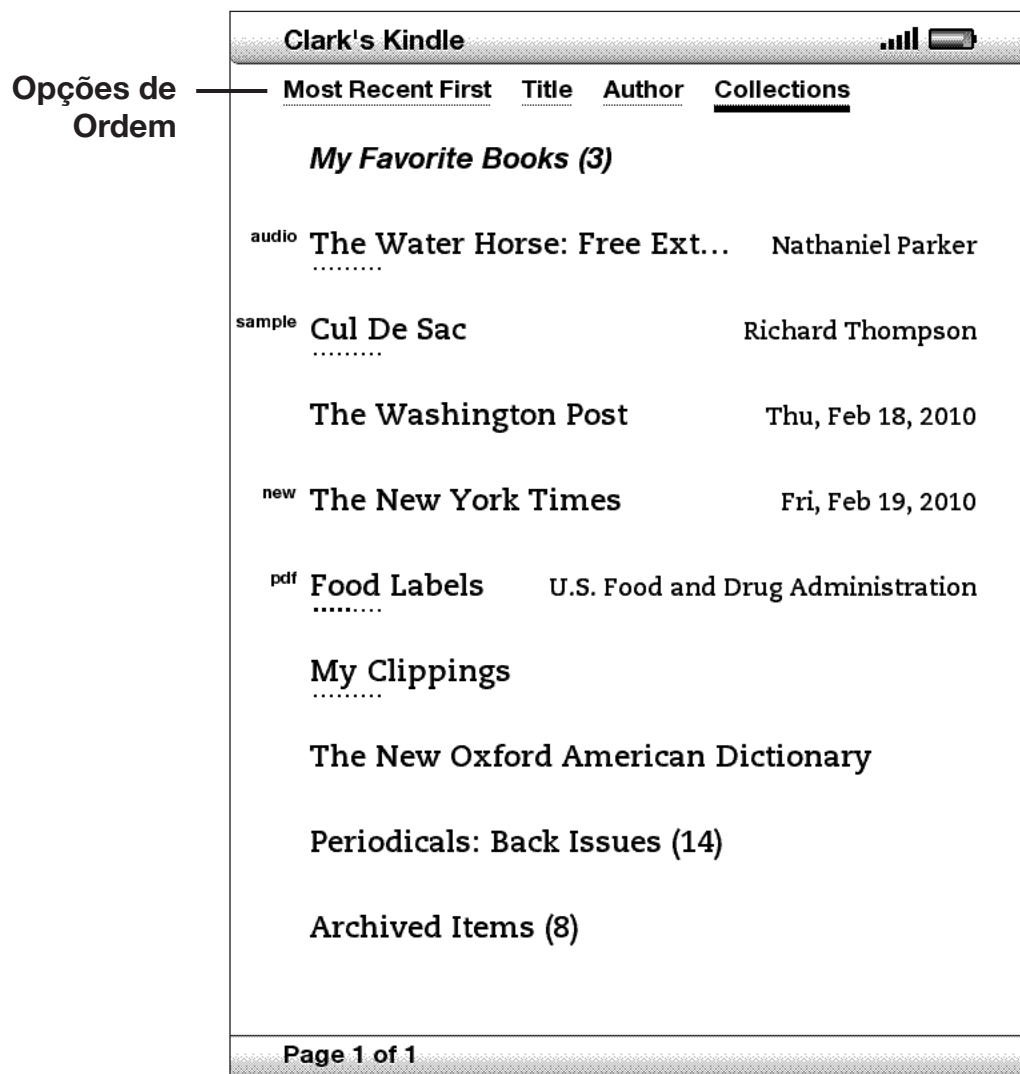 Clark's Kindle
Opções de
Ordem
Most Recent First Title Author Collections
My Favorite Books (3)
audio The Water Horse: Free Ext... Nathaniel Parker
sample Cul De Sac Richard Thompson
The Washington Post Thu, Feb 18, 2010
new The New York Times Fri, Feb 19, 2010
pdf Food Labels U.S. Food and Drug Administration
My Clippings
The New Oxford American Dictionary
Periodicals: Back Issues (14)
Archived Items (8)
Page 1 of 1